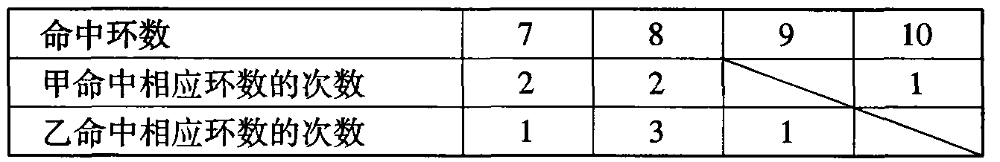 命中环数 7 8 9 10
甲命中相应环数的次数 2 2 1
乙命中相应环数的次数 1 3 1